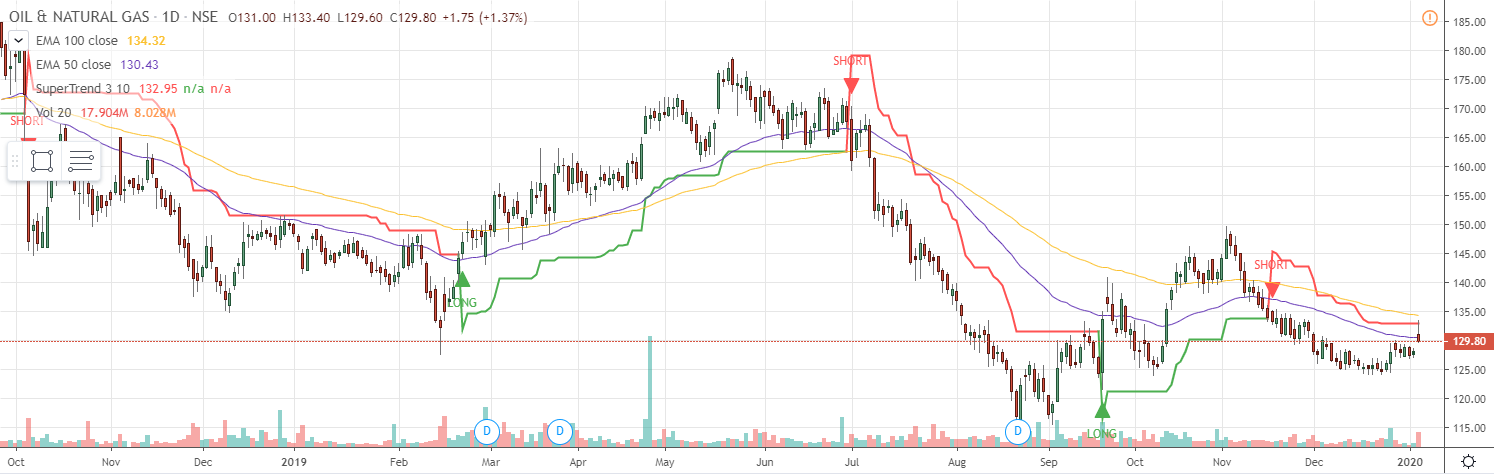 OIL & NATURAL GAS · 1D · NSE O131.00 H133.40 L129.60 C129.80 +1.75 (+1.37%)
EMA 100 close 134.32
EMA 50 close 130.43
SuperTrend 3 10 132.95 n/a n/a
Vol 20 17.904M 8.028M
SHORT
SHORT
SHORT
LONG
LONG
D
D
D
185.00
180.00
175.00
170.00
165.00
160.00
155.00
150.00
145.00
140.00
135.00
129.80
125.00
120.00
115.00
Oct Nov Dec 2019 Feb Mar Apr May Jun Jul Aug Sep Oct Nov Dec 2020